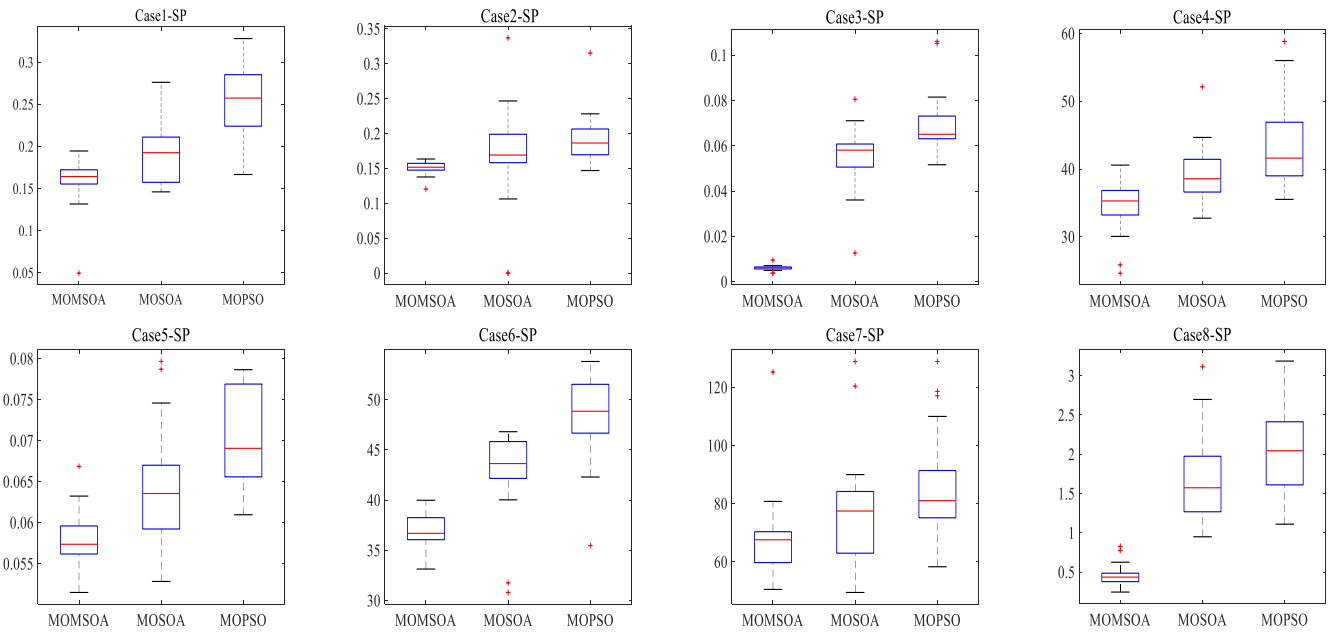 Case1-SP
0.3
0.25
0.2
0.15
0.1
0.05
MOMSOA MOSOA MOPSO
Case2-SP
0.35
0.3
0.25
0.2
0.15
0.1
0.05
0
MOMSOA MOSOA MOPSO
Case3-SP
0.1
0.08
0.06
0.04
0.02
0
MOMSOA MOSOA MOPSO
Case4-SP
60
50
40
30
MOMSOA MOSOA MOPSO
Case5-SP
0.08
0.075
0.07
0.065
0.06
0.055
MOMSOA MOSOA MOPSO
Case6-SP
50
45
40
35
30
MOMSOA MOSOA MOPSO
Case7-SP
120
100
80
60
MOMSOA MOSOA MOPSO
Case8-SP
3
2.5
2
1.5
1
0.5
MOMSOA MOSOA MOPSO